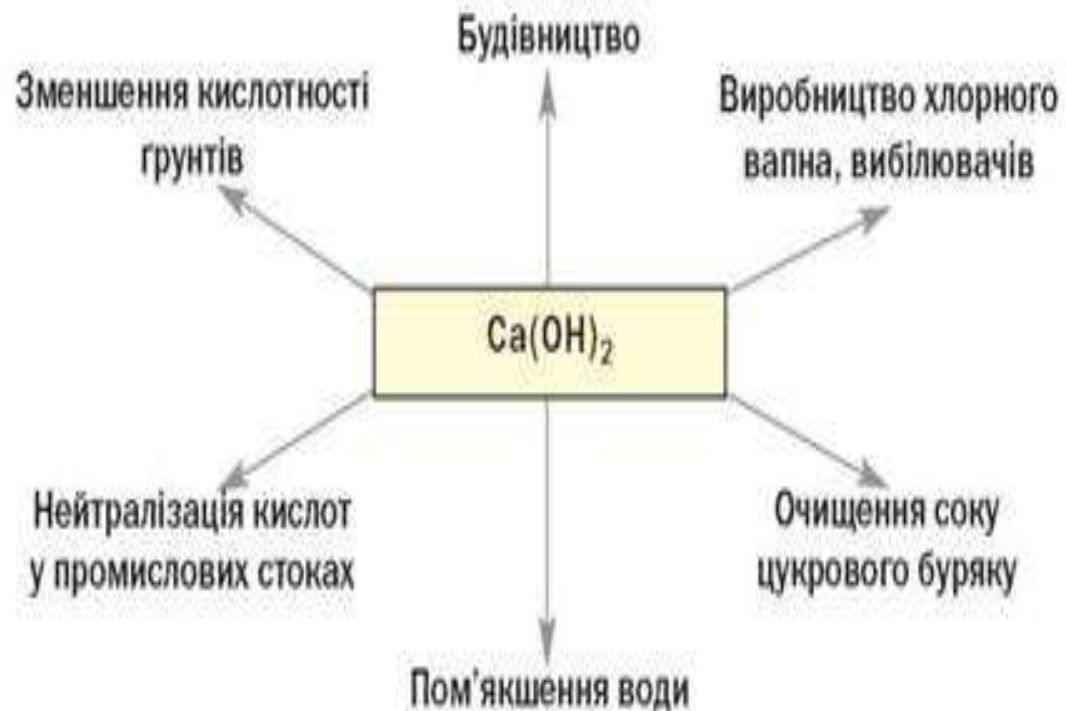 Будівництво
Зменшення кислотності
ґрунтів
Виробництво хлорного
вапна, вибілювачів
Ca(OH)₂
Нейтралізація кислот
у промислових стоках
Очищення соку
цукрового буряку
Пом'якшення води